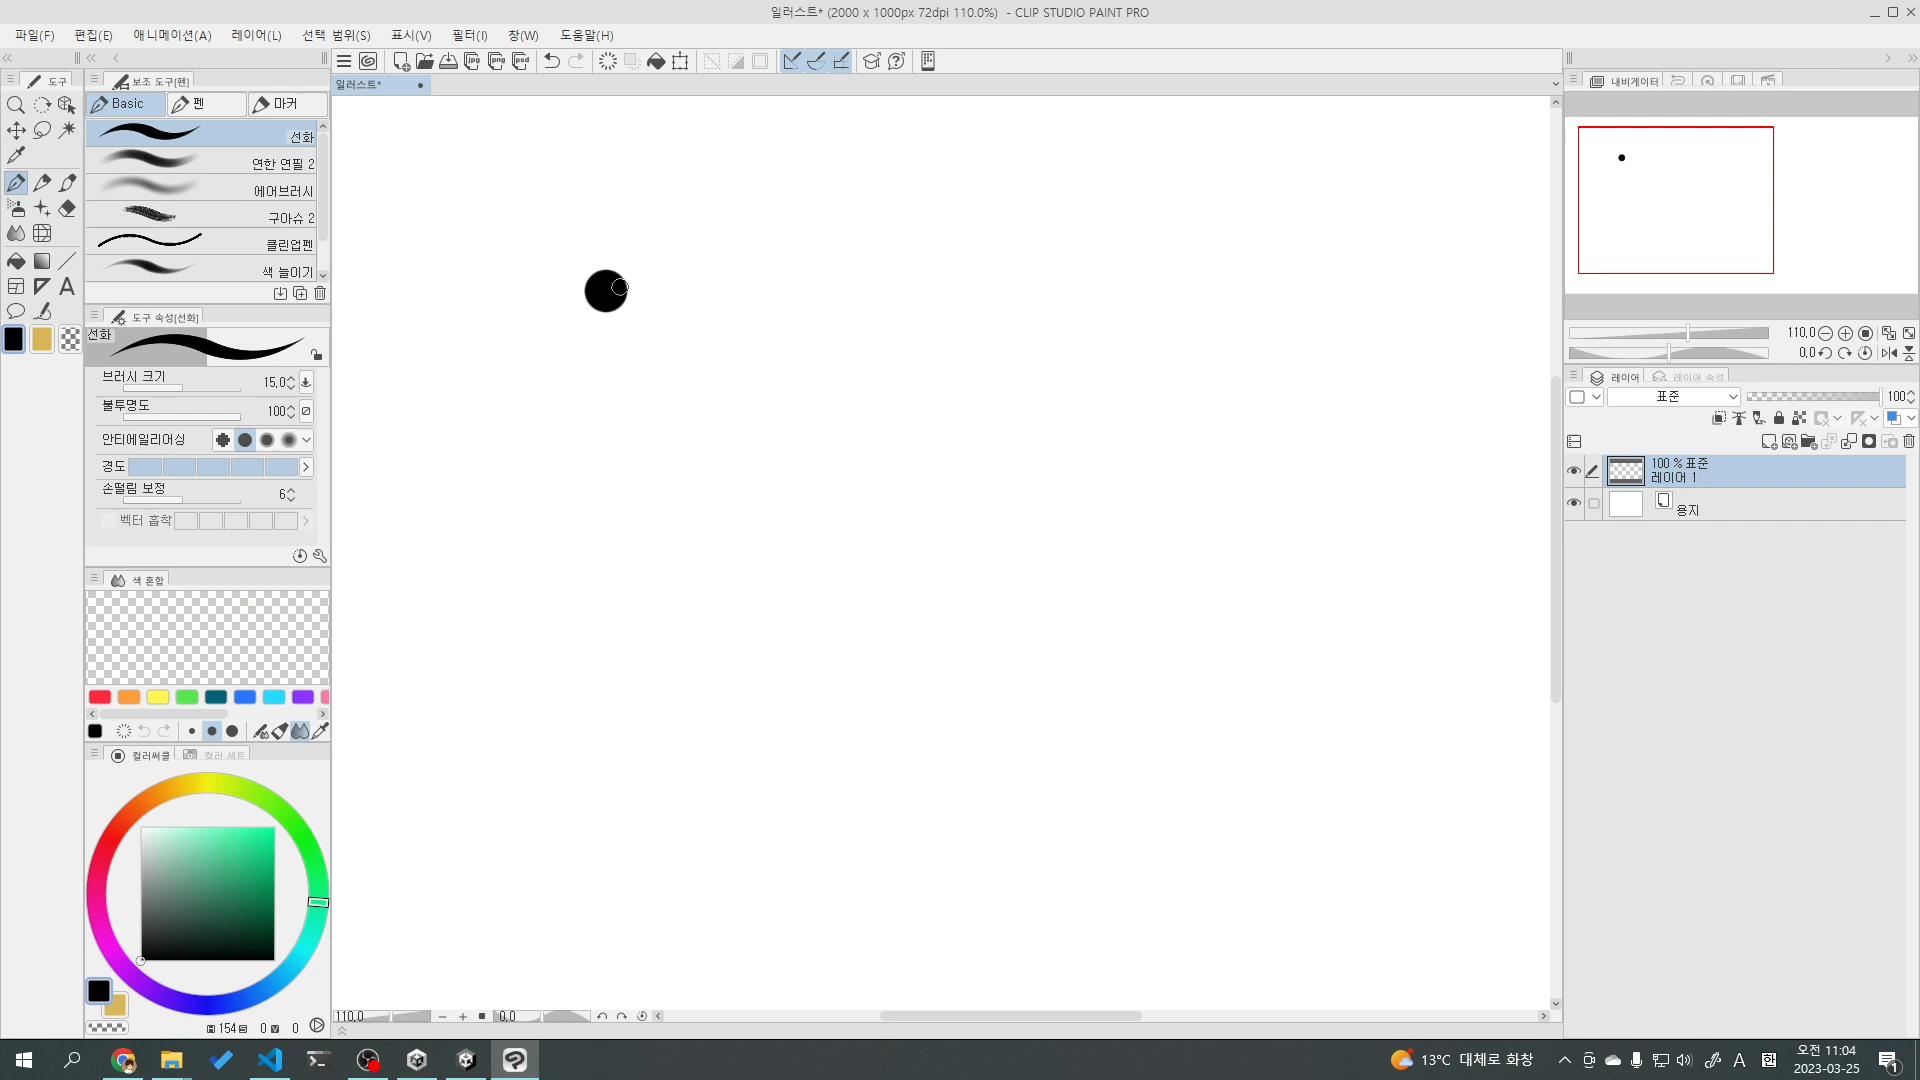 일러스트* (2000 x 1000px 72dpi 110.0%) - CLIP STUDIO PAINT PRO
파일(F) 편집(E) 애니메이션(A) 레이어(L) 선택 범위(S) 표시(V) 필터(I) 창(W) 도움말(H)
jpg png psd
도구
보조 도구[펜]
일러스트*
내비게이터
Basic 펜 마커
선화
연한 연필 2
에어브러시
구아슈 2
클린업펜
색 늘이기
도구 속성[선화]
선화
브러시 크기 15.0
불투명도 100
안티에일리어싱
경도
손떨림 보정 6
벡터 흡착
색 혼합
컬러써클 컬러 세트
154 0 0
110.0 0.0
110.0
0.0
레이어 레이어 속성
표준 100
100 % 표준
레이어 1
용지
13°C 대체로 화창
A 한
오전 11:04
2023-03-25
1